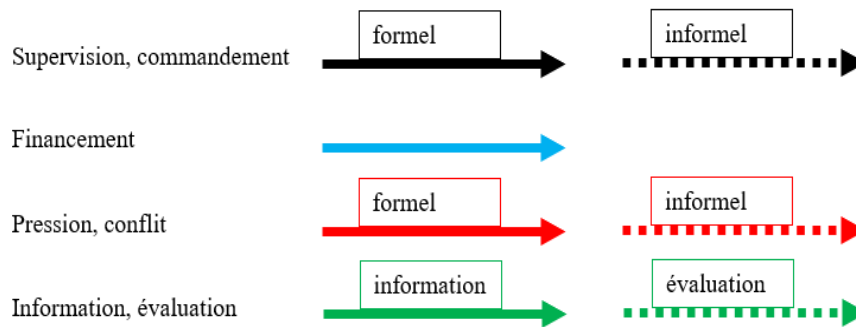 formel informel
Supervision, commandement
Financement
formel informel
Pression, conflit
information évaluation
Information, évaluation